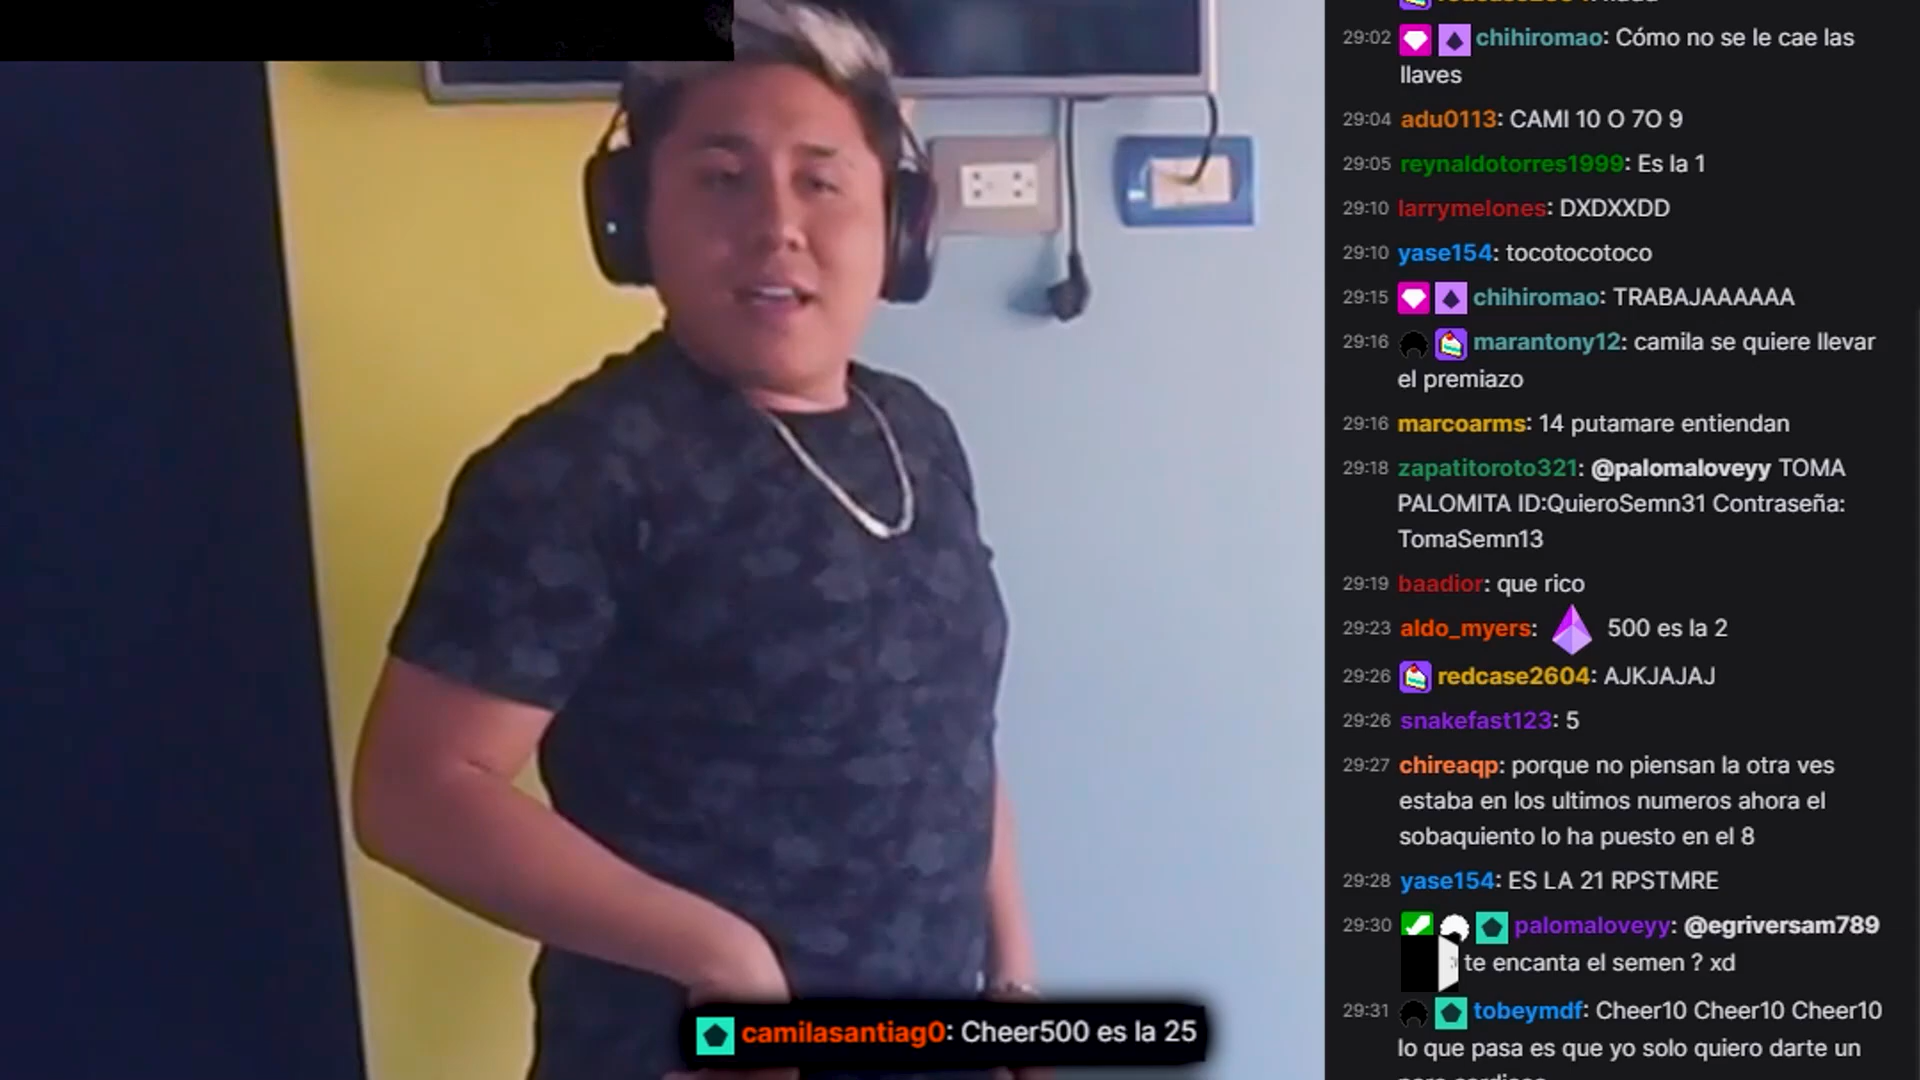 29:02 chihiromao: Cómo no se le cae las
llaves
29:04 adu0113: CAMI 10 O 7O 9
29:05 reynaldotorres1999: Es la 1
29:10 larrymelones: DXDXXDD
29:10 yase154: tocotocotoco
29:15 chihiromao: TRABAJAAAAAA
29:16 marantony12: camila se quiere llevar
el premiazo
29:16 marcoarms: 14 putamare entiendan
29:18 zapatitoroto321: @palomaloveyy TOMA
PALOMITA ID:QuieroSemn31 Contraseña:
TomaSemn13
29:19 baadior: que rico
29:23 aldo_myers: 500 es la 2
29:26 redcase2604: AJKJAJAJ
29:26 snakefast123: 5
29:27 chireaqp: porque no piensan la otra ves
estaba en los ultimos numeros ahora el
sobaquiento lo ha puesto en el 8
29:28 yase154: ES LA 21 RPSTMRE
29:30 palomaloveyy: @egriversam789
te encanta el semen ? xd
29:31 tobeymdf: Cheer10 Cheer10 Cheer10
lo que pasa es que yo solo quiero darte un
camilasantiag0: Cheer500 es la 25